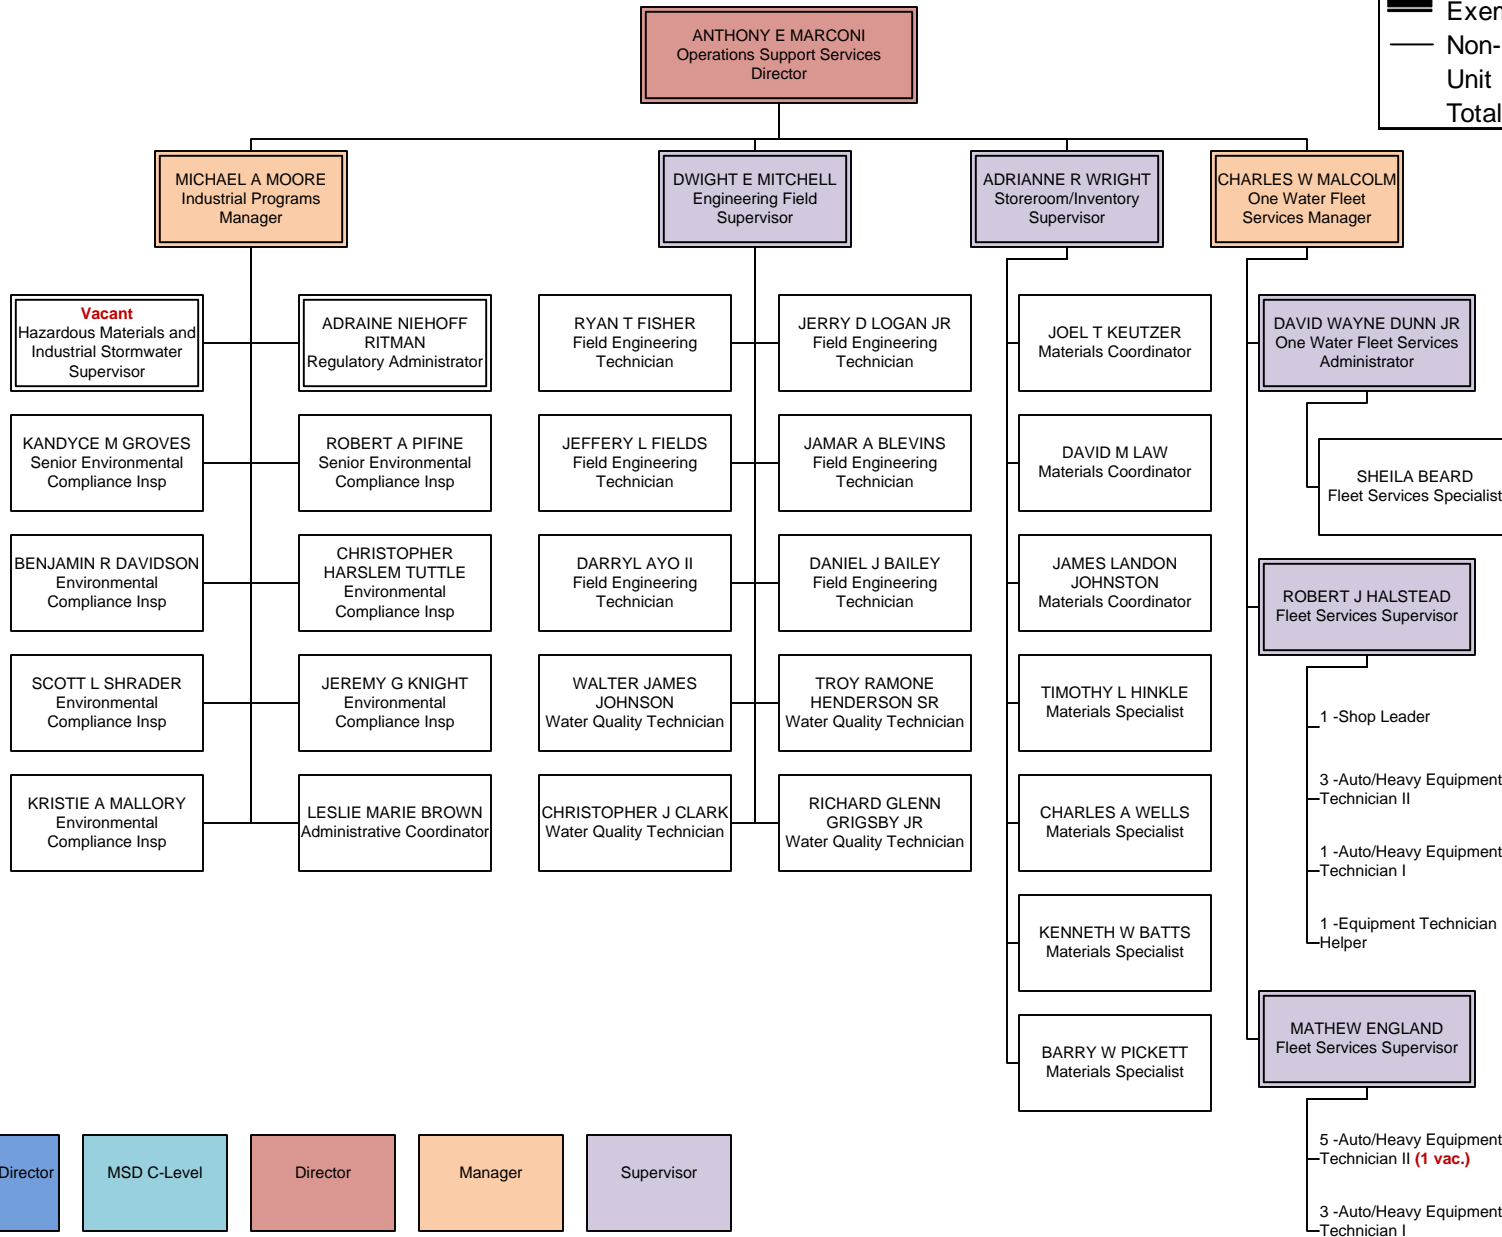 Exem
Non-
Unit
Total
ANTHONY E MARCONI
Operations Support Services
Director
MICHAEL A MOORE
Industrial Programs
Manager
DWIGHT E MITCHELL
Engineering Field
Supervisor
ADRIANNE R WRIGHT
Storeroom/Inventory
Supervisor
CHARLES W MALCOLM
One Water Fleet
Services Manager
Vacant
Hazardous Materials and
Industrial Stormwater
Supervisor
ADRAINE NIEHOFF
RITMAN
Regulatory Administrator
KANDYCE M GROVES
Senior Environmental
Compliance Insp
ROBERT A PIFINE
Senior Environmental
Compliance Insp
BENJAMIN R DAVIDSON
Environmental
Compliance Insp
CHRISTOPHER
HARSLEM TUTTLE
Environmental
Compliance Insp
SCOTT L SHRADER
Environmental
Compliance Insp
JEREMY G KNIGHT
Environmental
Compliance Insp
KRISTIE A MALLORY
Environmental
Compliance Insp
LESLIE MARIE BROWN
Administrative Coordinator
RYAN T FISHER
Field Engineering
Technician
JERRY D LOGAN JR
Field Engineering
Technician
JEFFERY L FIELDS
Field Engineering
Technician
JAMAR A BLEVINS
Field Engineering
Technician
DARRYL AYO II
Field Engineering
Technician
DANIEL J BAILEY
Field Engineering
Technician
WALTER JAMES
JOHNSON
Water Quality Technician
TROY RAMONE
HENDERSON SR
Water Quality Technician
CHRISTOPHER J CLARK
Water Quality Technician
RICHARD GLENN
GRIGSBY JR
Water Quality Technician
JOEL T KEUTZER
Materials Coordinator
DAVID M LAW
Materials Coordinator
JAMES LANDON
JOHNSTON
Materials Coordinator
TIMOTHY L HINKLE
Materials Specialist
CHARLES A WELLS
Materials Specialist
KENNETH W BATTS
Materials Specialist
BARRY W PICKETT
Materials Specialist
DAVID WAYNE DUNN JR
One Water Fleet Services
Administrator
SHEILA BEARD
Fleet Services Specialist
ROBERT J HALSTEAD
Fleet Services Supervisor
1 -Shop Leader
3 -Auto/Heavy Equipment
Technician II
1 -Auto/Heavy Equipment
Technician I
1 -Equipment Technician
Helper
MATHEW ENGLAND
Fleet Services Supervisor
5 -Auto/Heavy Equipment
Technician II (1 vac.)
3 -Auto/Heavy Equipment
Technician I
Director
MSD C-Level
Director
Manager
Supervisor